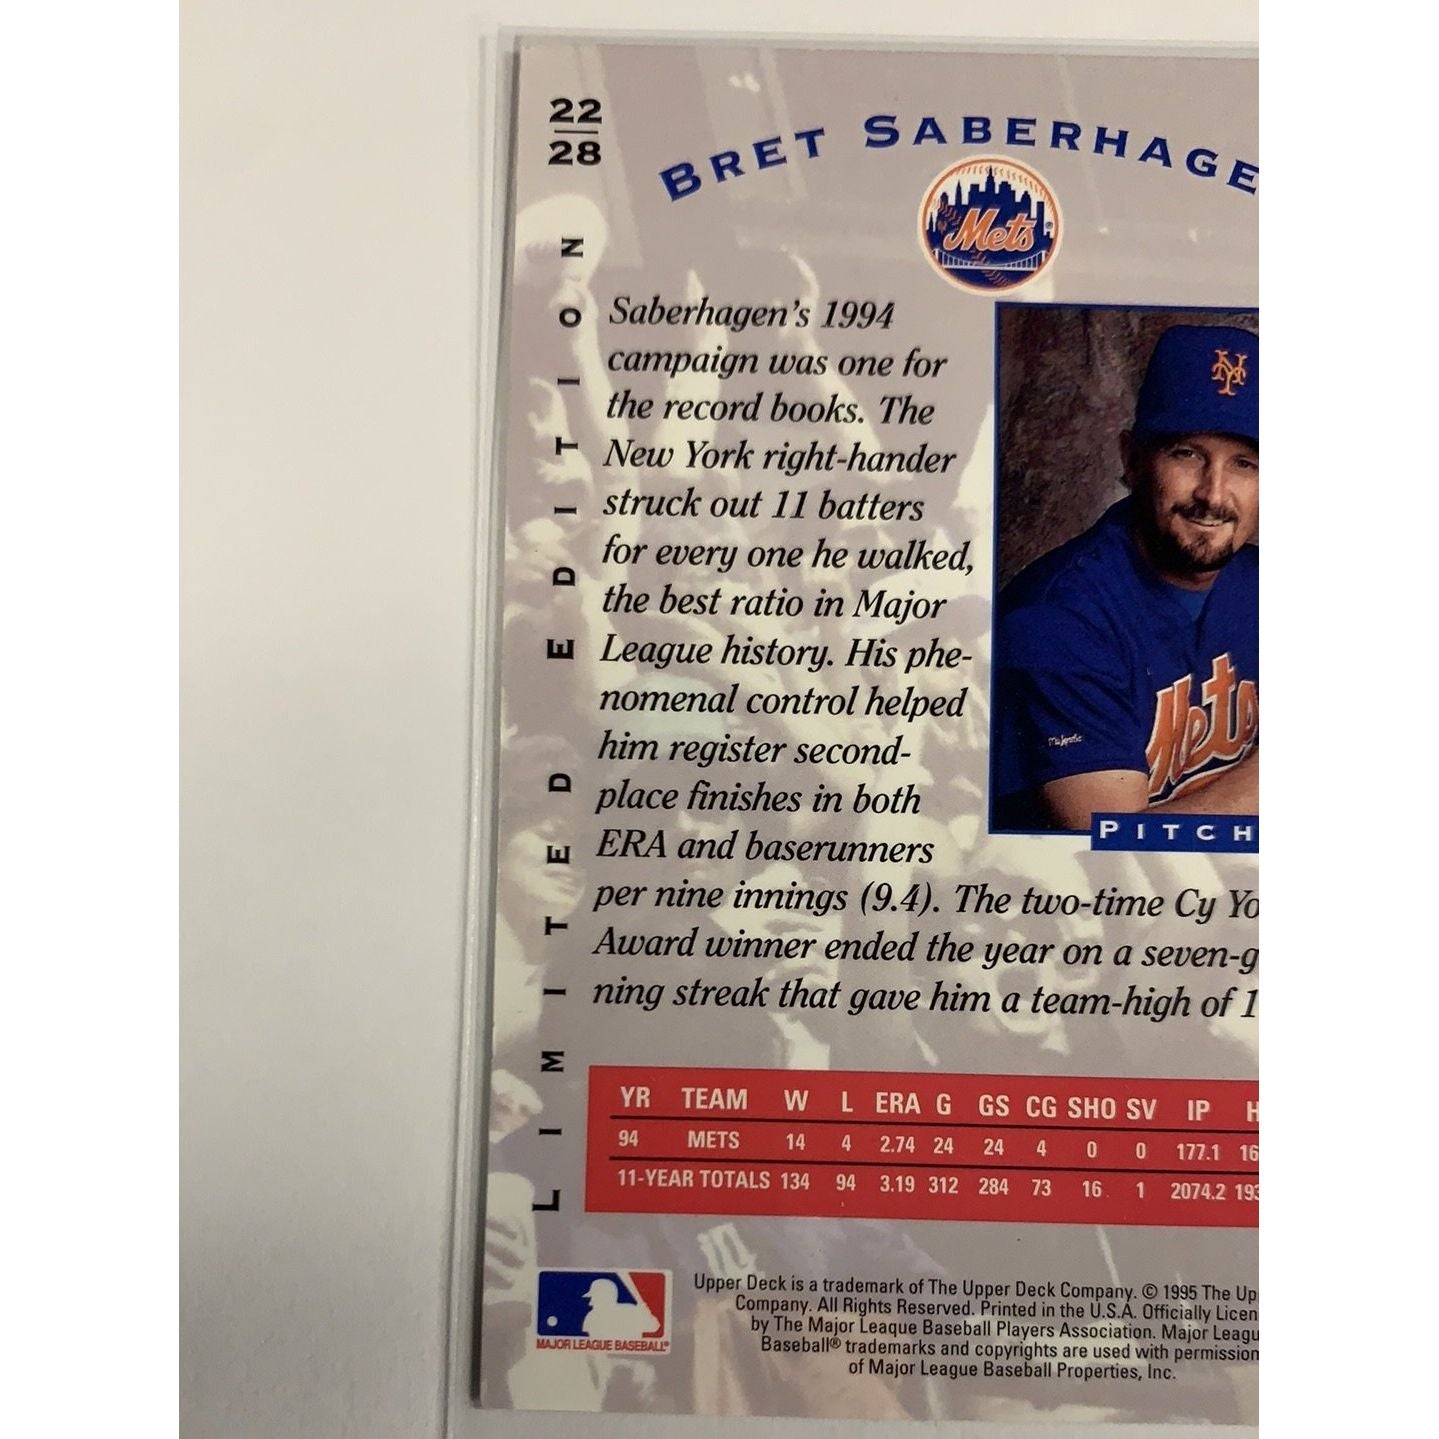 22
28
BRET SABERHAGE
Mets
LIMITED EDITION
Saberhagen's 1994
campaign was one for
the record books. The
New York right-hander
struck out 11 batters
for every one he walked,
the best ratio in Major
League history. His phe-
nomenal control helped
him register second-
place finishes in both
ERA and baserunners
per nine innings (9.4). The two-time Cy Yo
Award winner ended the year on a seven-g
ning streak that gave him a team-high of 1
NY
Mets
Majestic
PITCH
YR TEAM W L ERA G GS CG SHO SV IP H
94 METS 14 4 2.74 24 24 4 0 0 177.1 16
11-YEAR TOTALS 134 94 3.19 312 284 73 16 1 2074.2 193
MAJOR LEAGUE BASEBALL®
Upper Deck is a trademark of The Upper Deck Company. © 1995 The Up
Company. All Rights Reserved. Printed in the U.S.A. Officially Licen
by The Major League Baseball Players Association. Major Leagu
Baseball® trademarks and copyrights are used with permission
of Major League Baseball Properties, Inc.